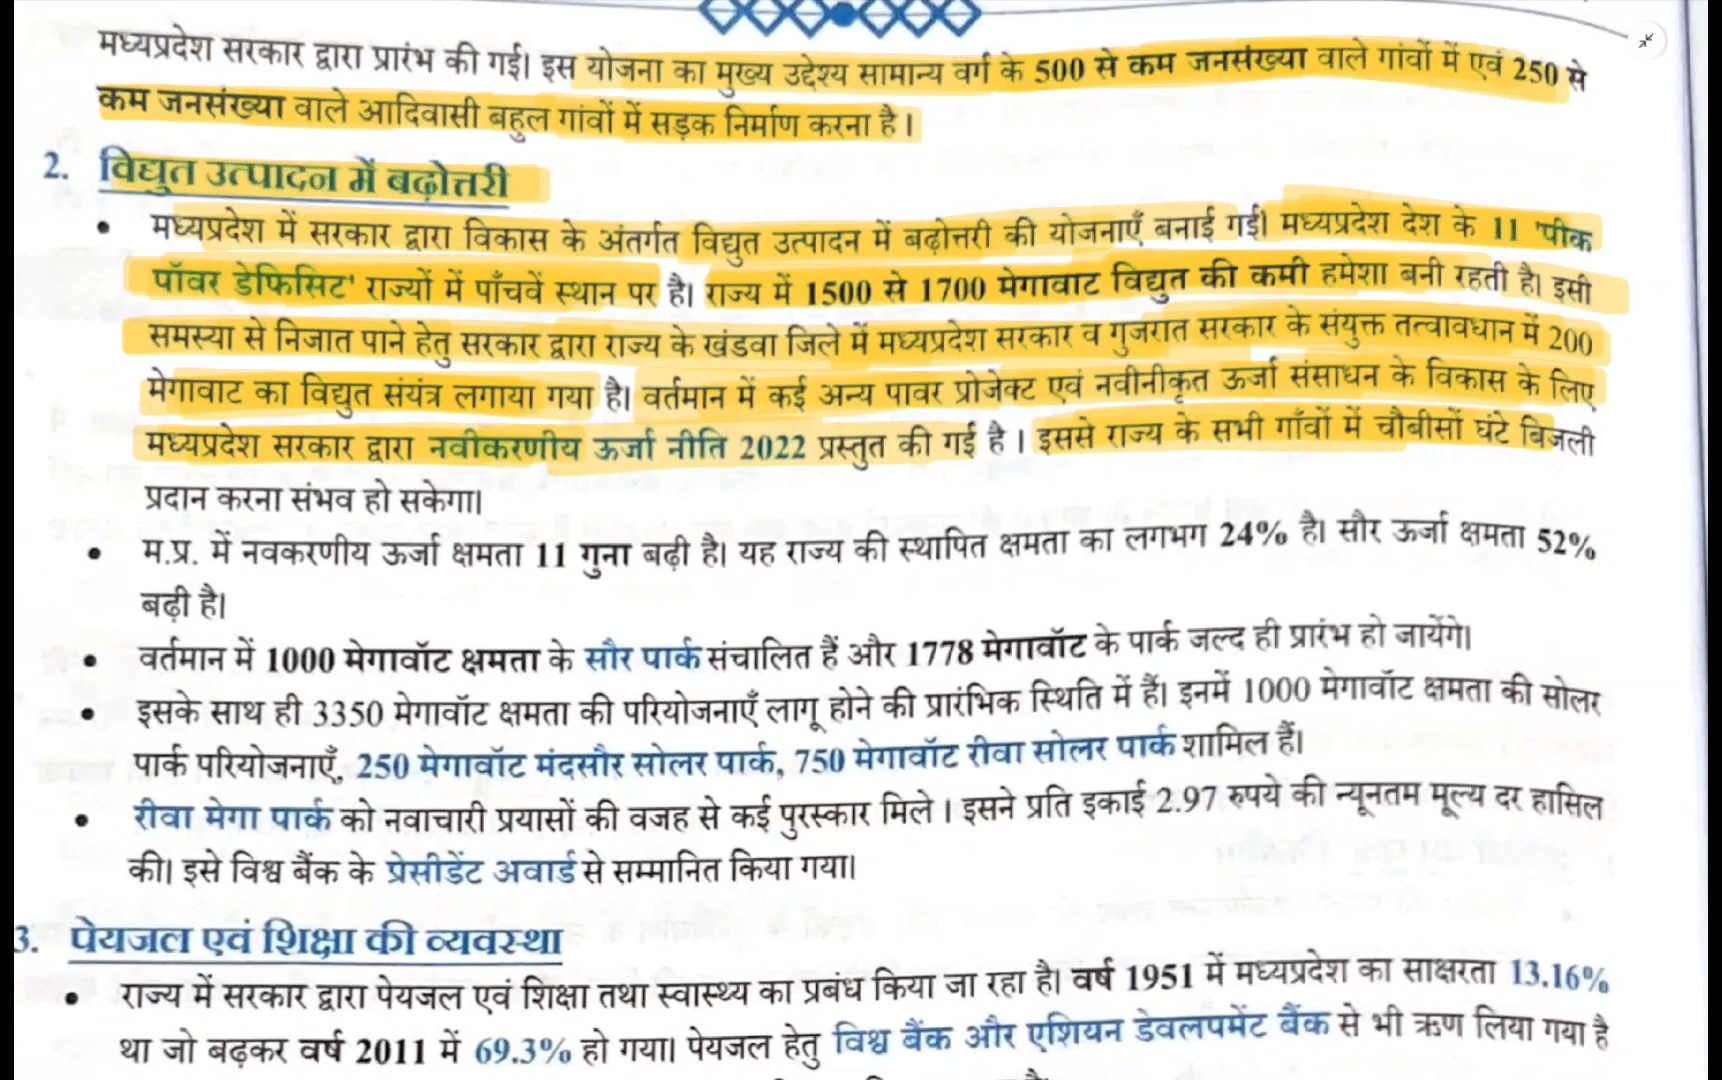 मध्यप्रदेश सरकार द्वारा प्रारंभ की गई। इस योजना का मुख्य उद्देश्य सामान्य वर्ग के 500 से कम जनसंख्या वाले गांवों में एवं 250 से
कम जनसंख्या वाले आदिवासी बहुल गांवों में सड़क निर्माण करना है।
2. विद्युत उत्पादन में बढ़ोत्तरी
• मध्यप्रदेश में सरकार द्वारा विकास के अंतर्गत विद्युत उत्पादन में बढ़ोत्तरी की योजनाएँ बनाई गई। मध्यप्रदेश देश के 11 'पीक
पॉवर डेफिसिट' राज्यों में पाँचवें स्थान पर है। राज्य में 1500 से 1700 मेगावाट विद्युत की कमी हमेशा बनी रहती है। इसी
समस्या से निजात पाने हेतु सरकार द्वारा राज्य के खंडवा जिले में मध्यप्रदेश सरकार व गुजरात सरकार के संयुक्त तत्वावधान में 200
मेगावाट का विद्युत संयंत्र लगाया गया है। वर्तमान में कई अन्य पावर प्रोजेक्ट एवं नवीनीकृत ऊर्जा संसाधन के विकास के लिए
मध्यप्रदेश सरकार द्वारा नवीकरणीय ऊर्जा नीति 2022 प्रस्तुत की गई है। इससे राज्य के सभी गाँवों में चौबीसों घंटे बिजली
प्रदान करना संभव हो सकेगा।
• म.प्र. में नवकरणीय ऊर्जा क्षमता 11 गुना बढ़ी है। यह राज्य की स्थापित क्षमता का लगभग 24% है। सौर ऊर्जा क्षमता 52%
बढ़ी है।
• वर्तमान में 1000 मेगावॉट क्षमता के सौर पार्क संचालित हैं और 1778 मेगावॉट के पार्क जल्द ही प्रारंभ हो जायेंगे।
• इसके साथ ही 3350 मेगावॉट क्षमता की परियोजनाएँ लागू होने की प्रारंभिक स्थिति में हैं। इनमें 1000 मेगावॉट क्षमता की सोलर
पार्क परियोजनाएँ, 250 मेगावॉट मंदसौर सोलर पार्क, 750 मेगावॉट रीवा सोलर पार्क शामिल हैं।
• रीवा मेगा पार्क को नवाचारी प्रयासों की वजह से कई पुरस्कार मिले। इसने प्रति इकाई 2.97 रुपये की न्यूनतम मूल्य दर हासिल
की। इसे विश्व बैंक के प्रेसीडेंट अवार्ड से सम्मानित किया गया।
3. पेयजल एवं शिक्षा की व्यवस्था
• राज्य में सरकार द्वारा पेयजल एवं शिक्षा तथा स्वास्थ्य का प्रबंध किया जा रहा है। वर्ष 1951 में मध्यप्रदेश का साक्षरता 13.16%
था जो बढ़कर वर्ष 2011 में 69.3% हो गया। पेयजल हेतु विश्व बैंक और एशियन डेवलपमेंट बैंक से भी ऋण लिया गया है